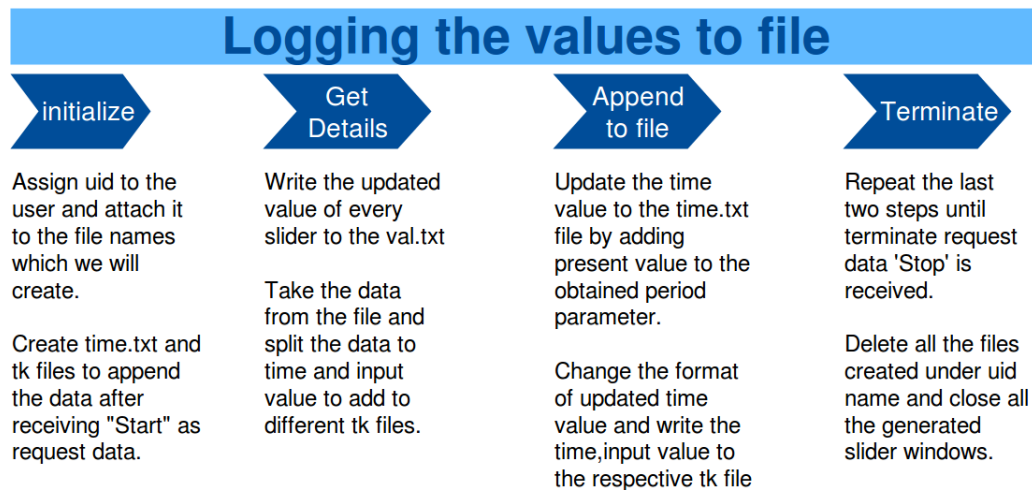 Logging the values to file
initialize
Assign uid to the
user and attach it
to the file names
which we will
create.
Create time.txt and
tk files to append
the data after
receiving "Start" as
request data.
Get
Details
Write the updated
value of every
slider to the val.txt
Take the data
from the file and
split the data to
time and input
value to add to
different tk files.
Append
to file
Update the time
value to the time.txt
file by adding
present value to the
obtained period
parameter.
Change the format
of updated time
value and write the
time,input value to
the respective tk file
Terminate
Repeat the last
two steps until
terminate request
data 'Stop' is
received.
Delete all the files
created under uid
name and close all
the generated
slider windows.